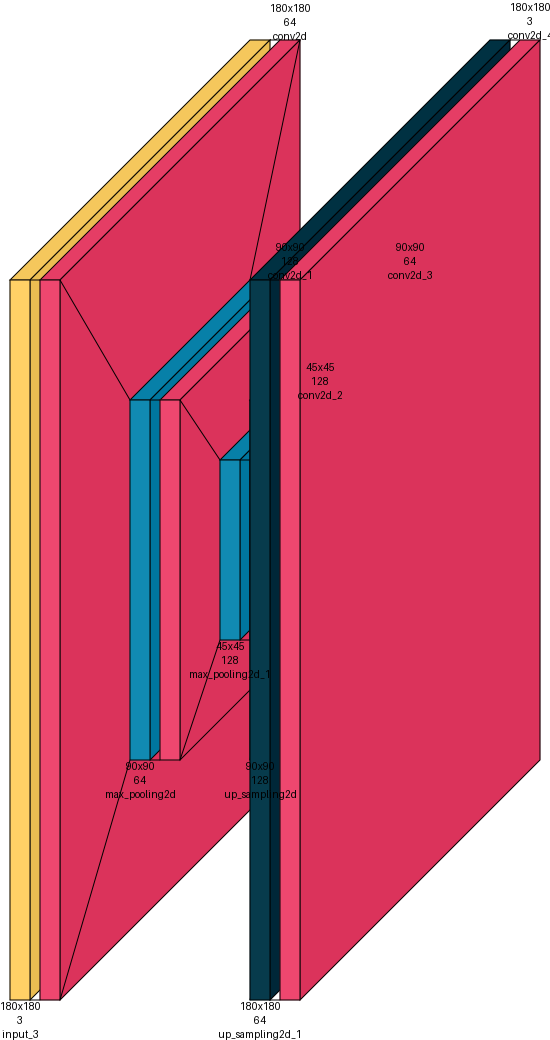 180x180
64
conv2d
180x180
3
conv2d_4
90x90
128
conv2d_1
90x90
64
conv2d_3
45x45
128
conv2d_2
45x45
128
max_pooling2d_1
90x90
64
max_pooling2d
90x90
128
up_sampling2d
180x180
3
input_3
180x180
64
up_sampling2d_1